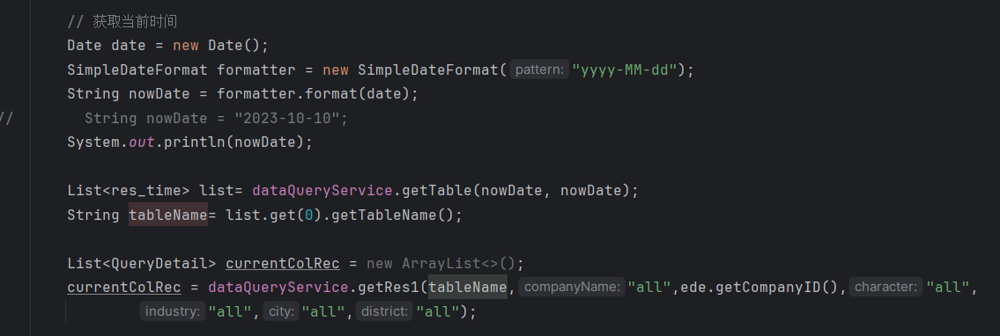 // 获取当前时间
Date date = new Date();
SimpleDateFormat formatter = new SimpleDateFormat( pattern: "yyyy-MM-dd");
String nowDate = formatter.format(date);
//      String nowDate = "2023-10-10";
System.out.println(nowDate);
List<res_time> list= dataQueryService.getTable(nowDate, nowDate);
String tableName= list.get(0).getTableName();
List<QueryDetail> currentColRec = new ArrayList<>();
currentColRec = dataQueryService.getRes1(tableName, companyName: "all",ede.getCompanyID(), character: "all",
industry: "all", city: "all", district: "all");